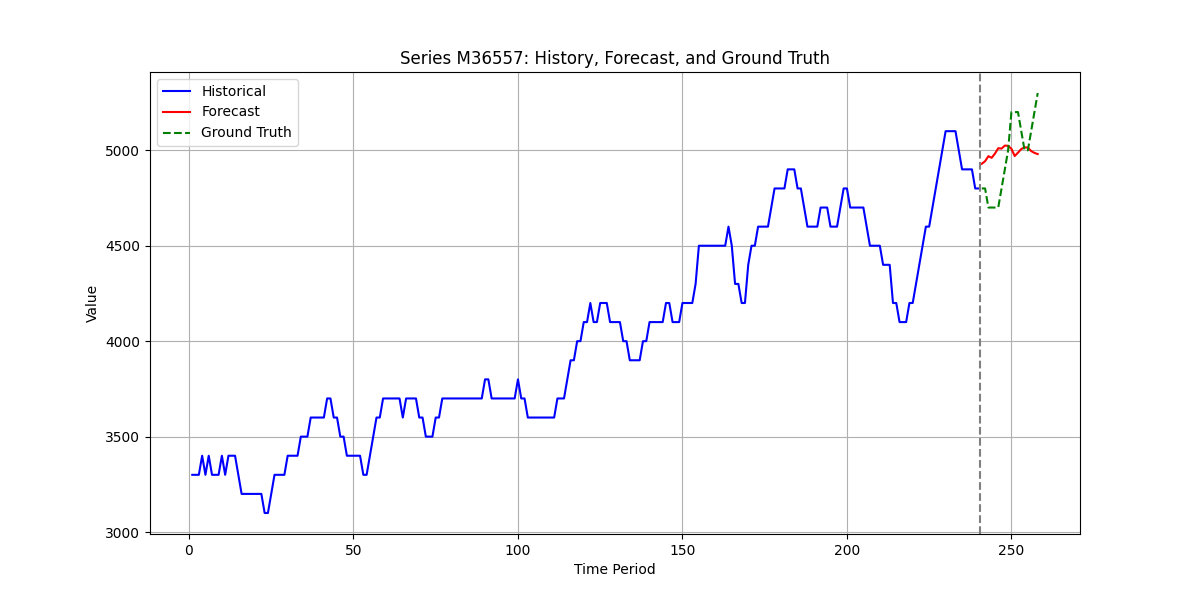 Series M36557: History, Forecast, and Ground Truth
Historical
Forecast
Ground Truth
5000
4500
4000
3500
3000
Value
0 50 100 150 200 250
Time Period